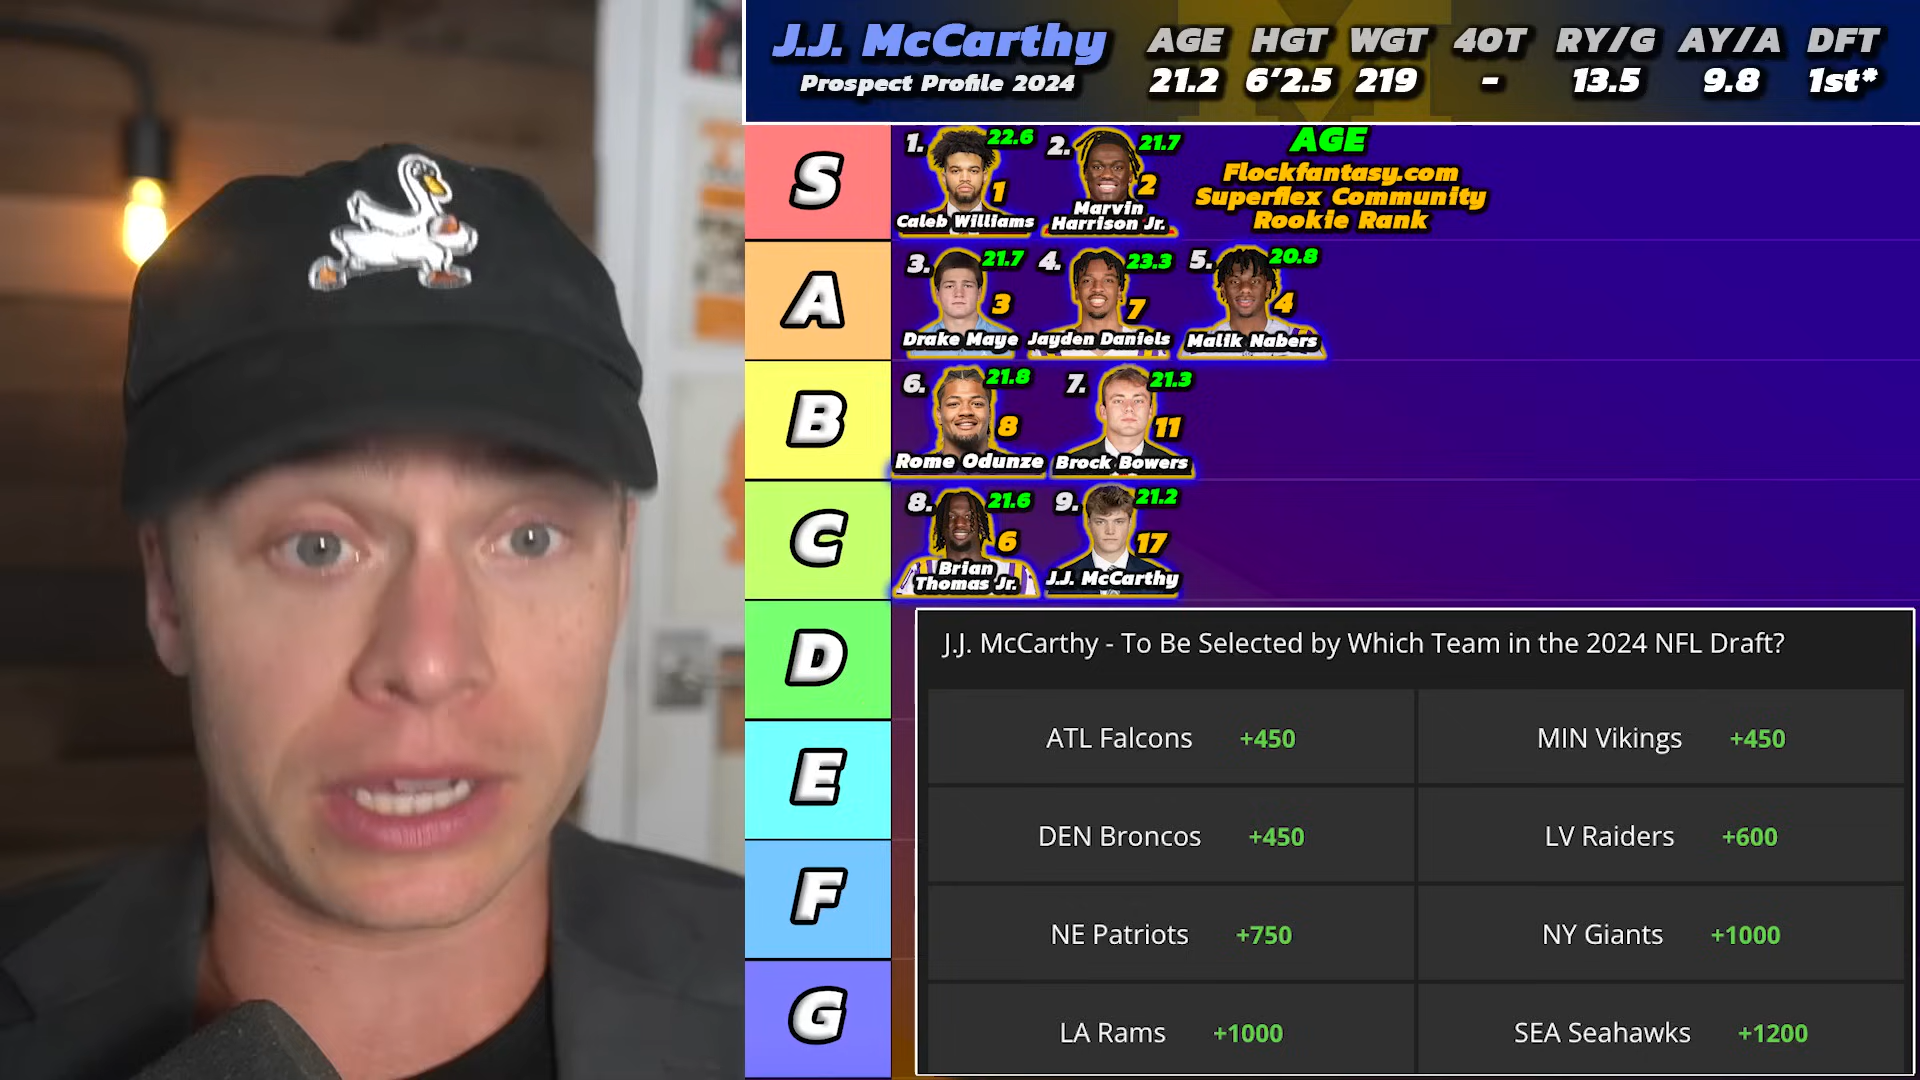 J.J. McCarthy
Prospect Profile 2024
AGE HGT WGT 40T RY/G AY/A DFT
21.2 6'2.5 219 - 13.5 9.8 1st*
S
1. 22.6
1
Caleb Williams
2. 21.7
2
Marvin
Harrison Jr.
AGE
Flockfantasy.com
Superflex Community
Rookie Rank
A
3. 21.7
3
Drake Maye
4. 23.3
7
Jayden Daniels
5. 20.8
4
Malik Nabers
B
6. 21.8
8
Rome Odunze
7. 21.3
11
Brock Bowers
C
8. 21.6
6
Brian
Thomas Jr.
9. 21.2
17
J.J. McCarthy
D
E
F
G
J.J. McCarthy - To Be Selected by Which Team in the 2024 NFL Draft?
ATL Falcons +450
MIN Vikings +450
DEN Broncos +450
LV Raiders +600
NE Patriots +750
NY Giants +1000
LA Rams +1000
SEA Seahawks +1200